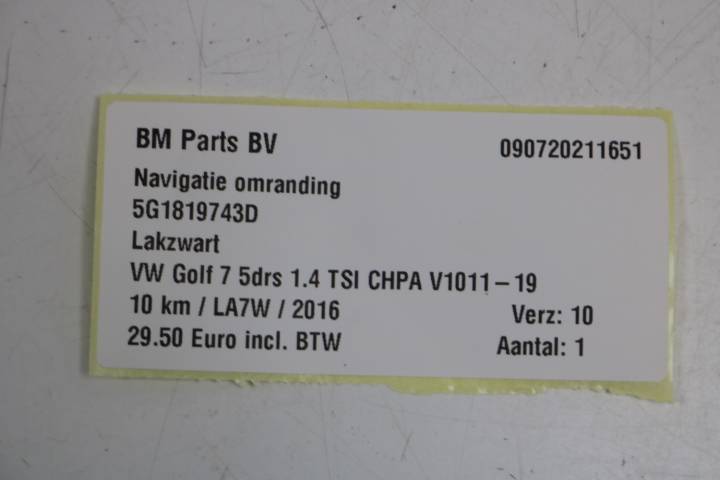 BM Parts BV 090720211651
Navigatie omranding
5G1819743D
Lakzwart
VW Golf 7 5drs 1.4 TSI CHPA V1011-19
10 km / LA7W / 2016 Verz: 10
29.50 Euro incl. BTW Aantal: 1